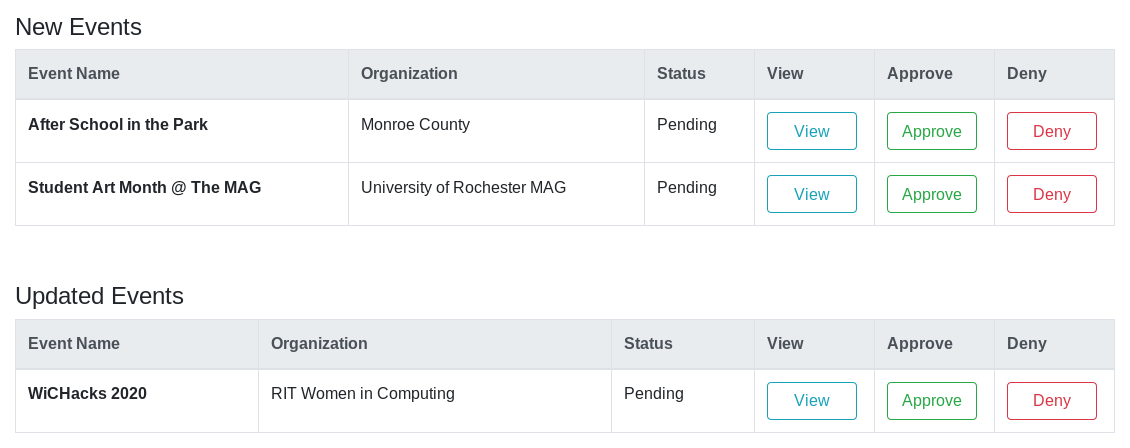 New Events
Event Name Organization Status View Approve Deny
After School in the Park Monroe County Pending View Approve Deny
Student Art Month @ The MAG University of Rochester MAG Pending View Approve Deny
Updated Events
Event Name Organization Status View Approve Deny
WiCHacks 2020 RIT Women in Computing Pending View Approve Deny